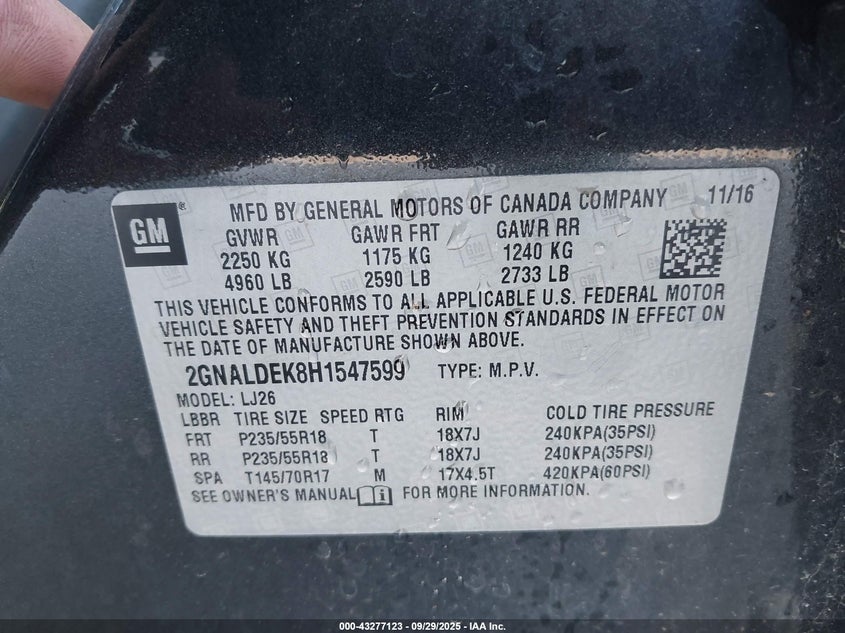 GM ®
MFD BY GENERAL MOTORS OF CANADA COMPANY 11/16
GVWR GAWR FRT GAWR RR
2250 KG 1175 KG 1240 KG
4960 LB 2590 LB 2733 LB
THIS VEHICLE CONFORMS TO ALL APPLICABLE U.S. FEDERAL MOTOR
VEHICLE SAFETY AND THEFT PREVENTION STANDARDS IN EFFECT ON
THE DATE OF MANUFACTURE SHOWN ABOVE.
2GNALDEK8H1547599 TYPE: M.P.V.
MODEL: LJ26
LBBR TIRE SIZE SPEED RTG RIM COLD TIRE PRESSURE
FRT P235/55R18 T 18X7J 240KPA(35PSI)
RR P235/55R18 T 18X7J 240KPA(35PSI)
SPA T145/70R17 M 17X4.5T 420KPA(60PSI)
SEE OWNER'S MANUAL FOR MORE INFORMATION.
000-43277123 - 09/29/2025 - IAA Inc.